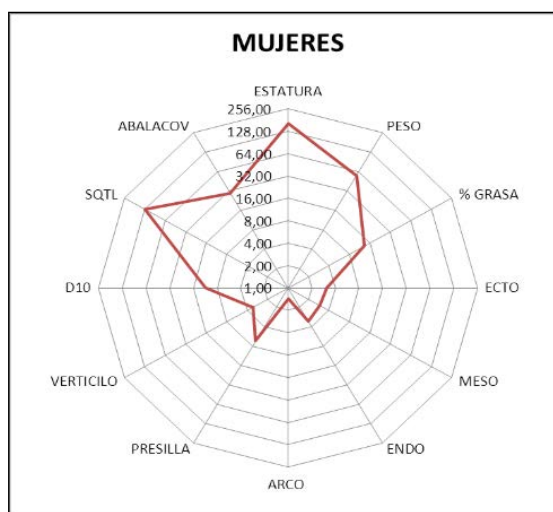 MUJERES
ESTATURA
256,00
128,00
64,00
32,00
16,00
8,00
4,00
2,00
1,00
PESO
% GRASA
ECTO
MESO
ENDO
ARCO
PRESILLA
VERTICILO
D10
SQTL
ABALACOV